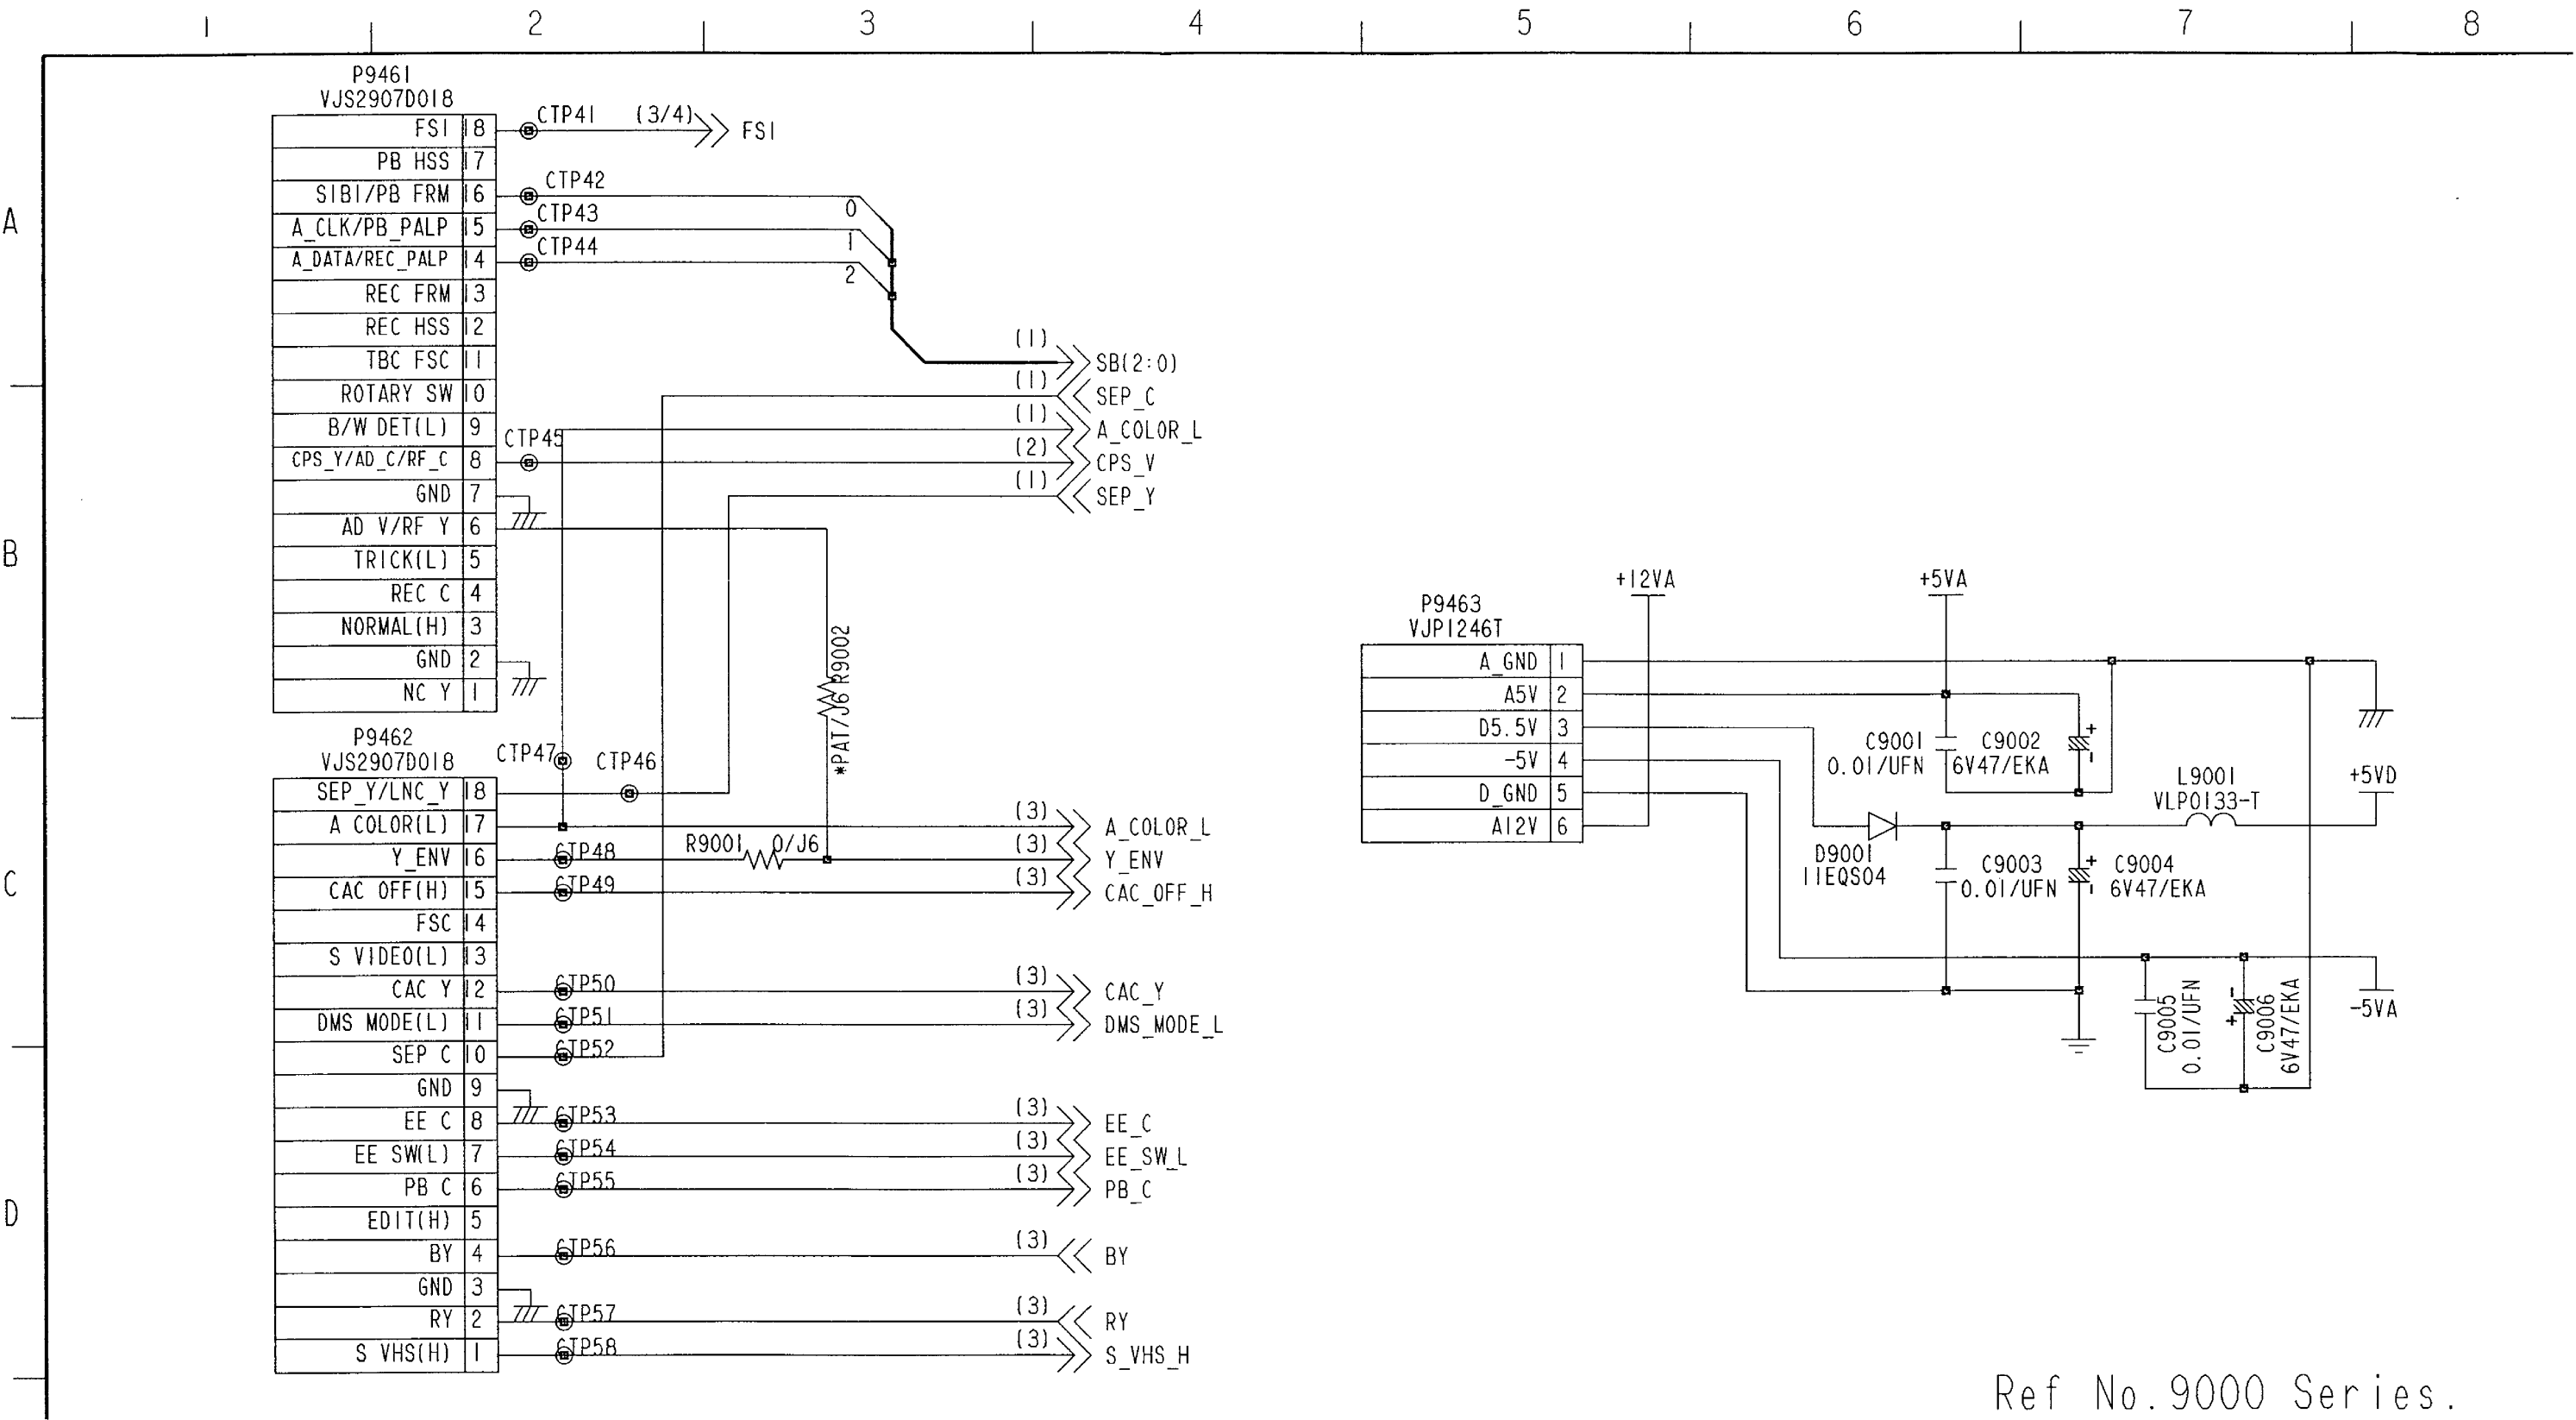 1 2 3 4 5 6 7 8
A
B
C
D
P9461
VJS2907D018
FSI 18
PB HSS 17
SIBI/PB FRM 16
A_CLK/PB_PALP 15
A_DATA/REC_PALP 14
REC FRM 13
REC HSS 12
TBC FSC 11
ROTARY SW 10
B/W DET(L) 9
CPS_Y/AD_C/RF_C 8
GND 7
AD V/RF Y 6
TRICK(L) 5
REC C 4
NORMAL(H) 3
GND 2
NC Y 1
CTP41 (3/4) FSI
CTP42
CTP43
CTP44
0
1
2
(1) SB(2:0)
(1) SEP_C
(1) A_COLOR_L
CTP45 (2) CPS_V
(1) SEP_Y
*PAT/J6 R9002
P9462
VJS2907D018
CTP47
CTP46
SEP_Y/LNC_Y 18
A COLOR(L) 17 (3) A_COLOR_L
Y_ENV 16 CTP48 R9001 0/J6 (3) Y_ENV
CAC OFF(H) 15 CTP49 (3) CAC_OFF_H
FSC 14
S VIDEO(L) 13
CAC Y 12 CTP50 (3) CAC_Y
DMS MODE(L) 11 CTP51 (3) DMS_MODE_L
SEP C 10 CTP52
GND 9
EE C 8 CTP53 (3) EE_C
EE SW(L) 7 CTP54 (3) EE_SW_L
PB C 6 CTP55 (3) PB_C
EDIT(H) 5
BY 4 CTP56 (3) BY
GND 3
RY 2 CTP57 (3) RY
S VHS(H) 1 CTP58 (3) S_VHS_H
+12VA
+5VA
P9463
VJP1246T
A_GND 1
A5V 2
D5.5V 3
-5V 4
D_GND 5
A12V 6
C9001
0.01/UFN
C9002
6V47/EKA
+
-
L9001
VLP0133-T
+5VD
D9001
11EQS04
C9003
0.01/UFN
+
-
C9004
6V47/EKA
C9005
0.01/UFN
-
+
C9006
6V47/EKA
-5VA
Ref No.9000 Series.